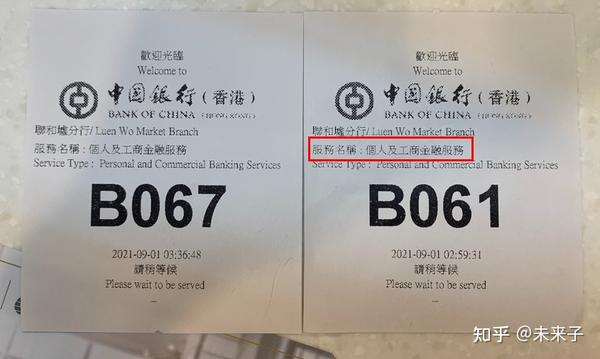 歡迎光臨
Welcome to
中國銀行(香港)
BANK OF CHINA (HONG KONG)
聯和墟分行/ Luen Wo Market Branch
服務名稱 : 個人及工商金融服務
Service Type : Personal and Commercial Banking Services
B067
2021-09-01 03:36:48
請稍等候
Please wait to be served
歡迎光臨
Welcome to
中國銀行(香港)
BANK OF CHINA (HONG KONG)
聯和墟分行/ Luen Wo Market Branch
服務名稱 : 個人及工商金融服務
Service Type : Personal and Commercial Banking Services
B061
2021-09-01 02:59:31
請稍等候
Please wait to be served
知乎 @未来子